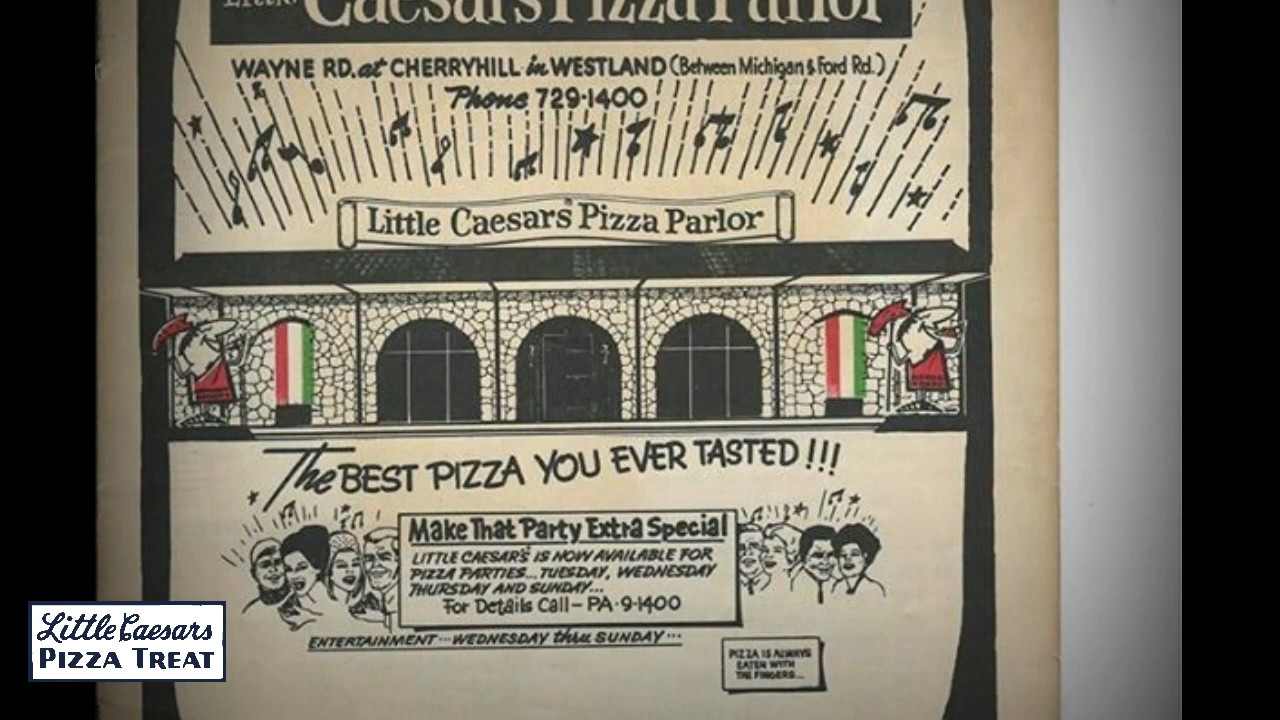 Little Caesars Pizza Parlor
WAYNE RD. at CHERRYHILL in WESTLAND (Between Michigan & Ford Rd.)
Phone 729-1400
Little Caesars Pizza Parlor
The BEST PIZZA YOU EVER TASTED!!!
Make That Party Extra Special
LITTLE CAESAR'S IS NOW AVAILABLE FOR
PIZZA PARTIES... TUESDAY, WEDNESDAY
THURSDAY AND SUNDAY...
For Details Call - PA-9-1400
ENTERTAINMENT... WEDNESDAY thru SUNDAY...
PIZZA IS ALWAYS
EATEN WITH
THE FINGERS...
Little Caesars
PIZZA TREAT